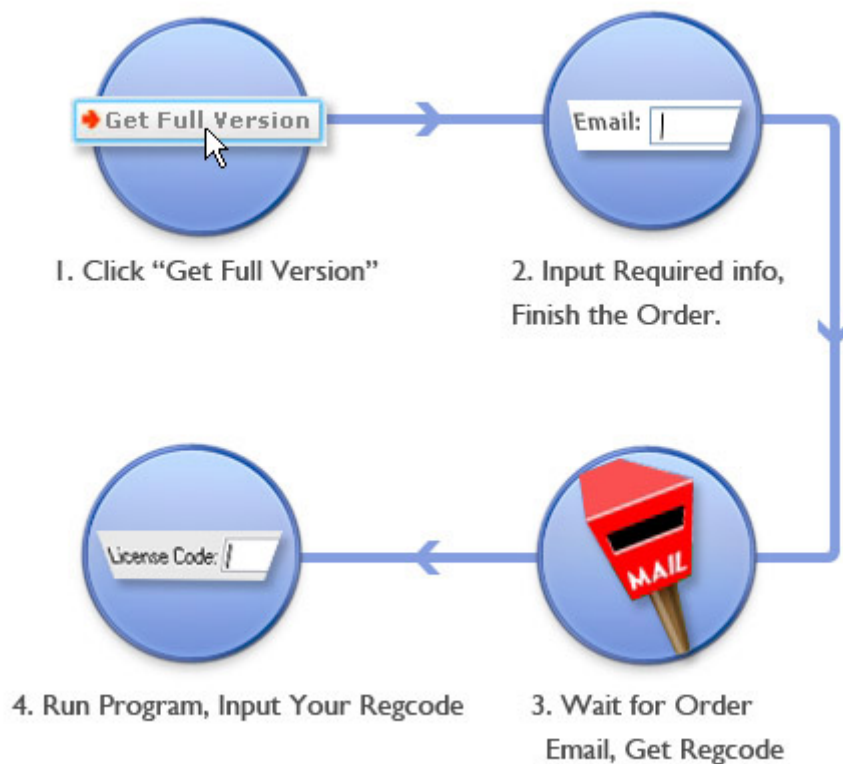 Get Full Version
1. Click “Get Full Version”
Email:
2. Input Required info,
Finish the Order.
MAIL
3. Wait for Order
Email, Get Regcode
License Code:
4. Run Program, Input Your Regcode